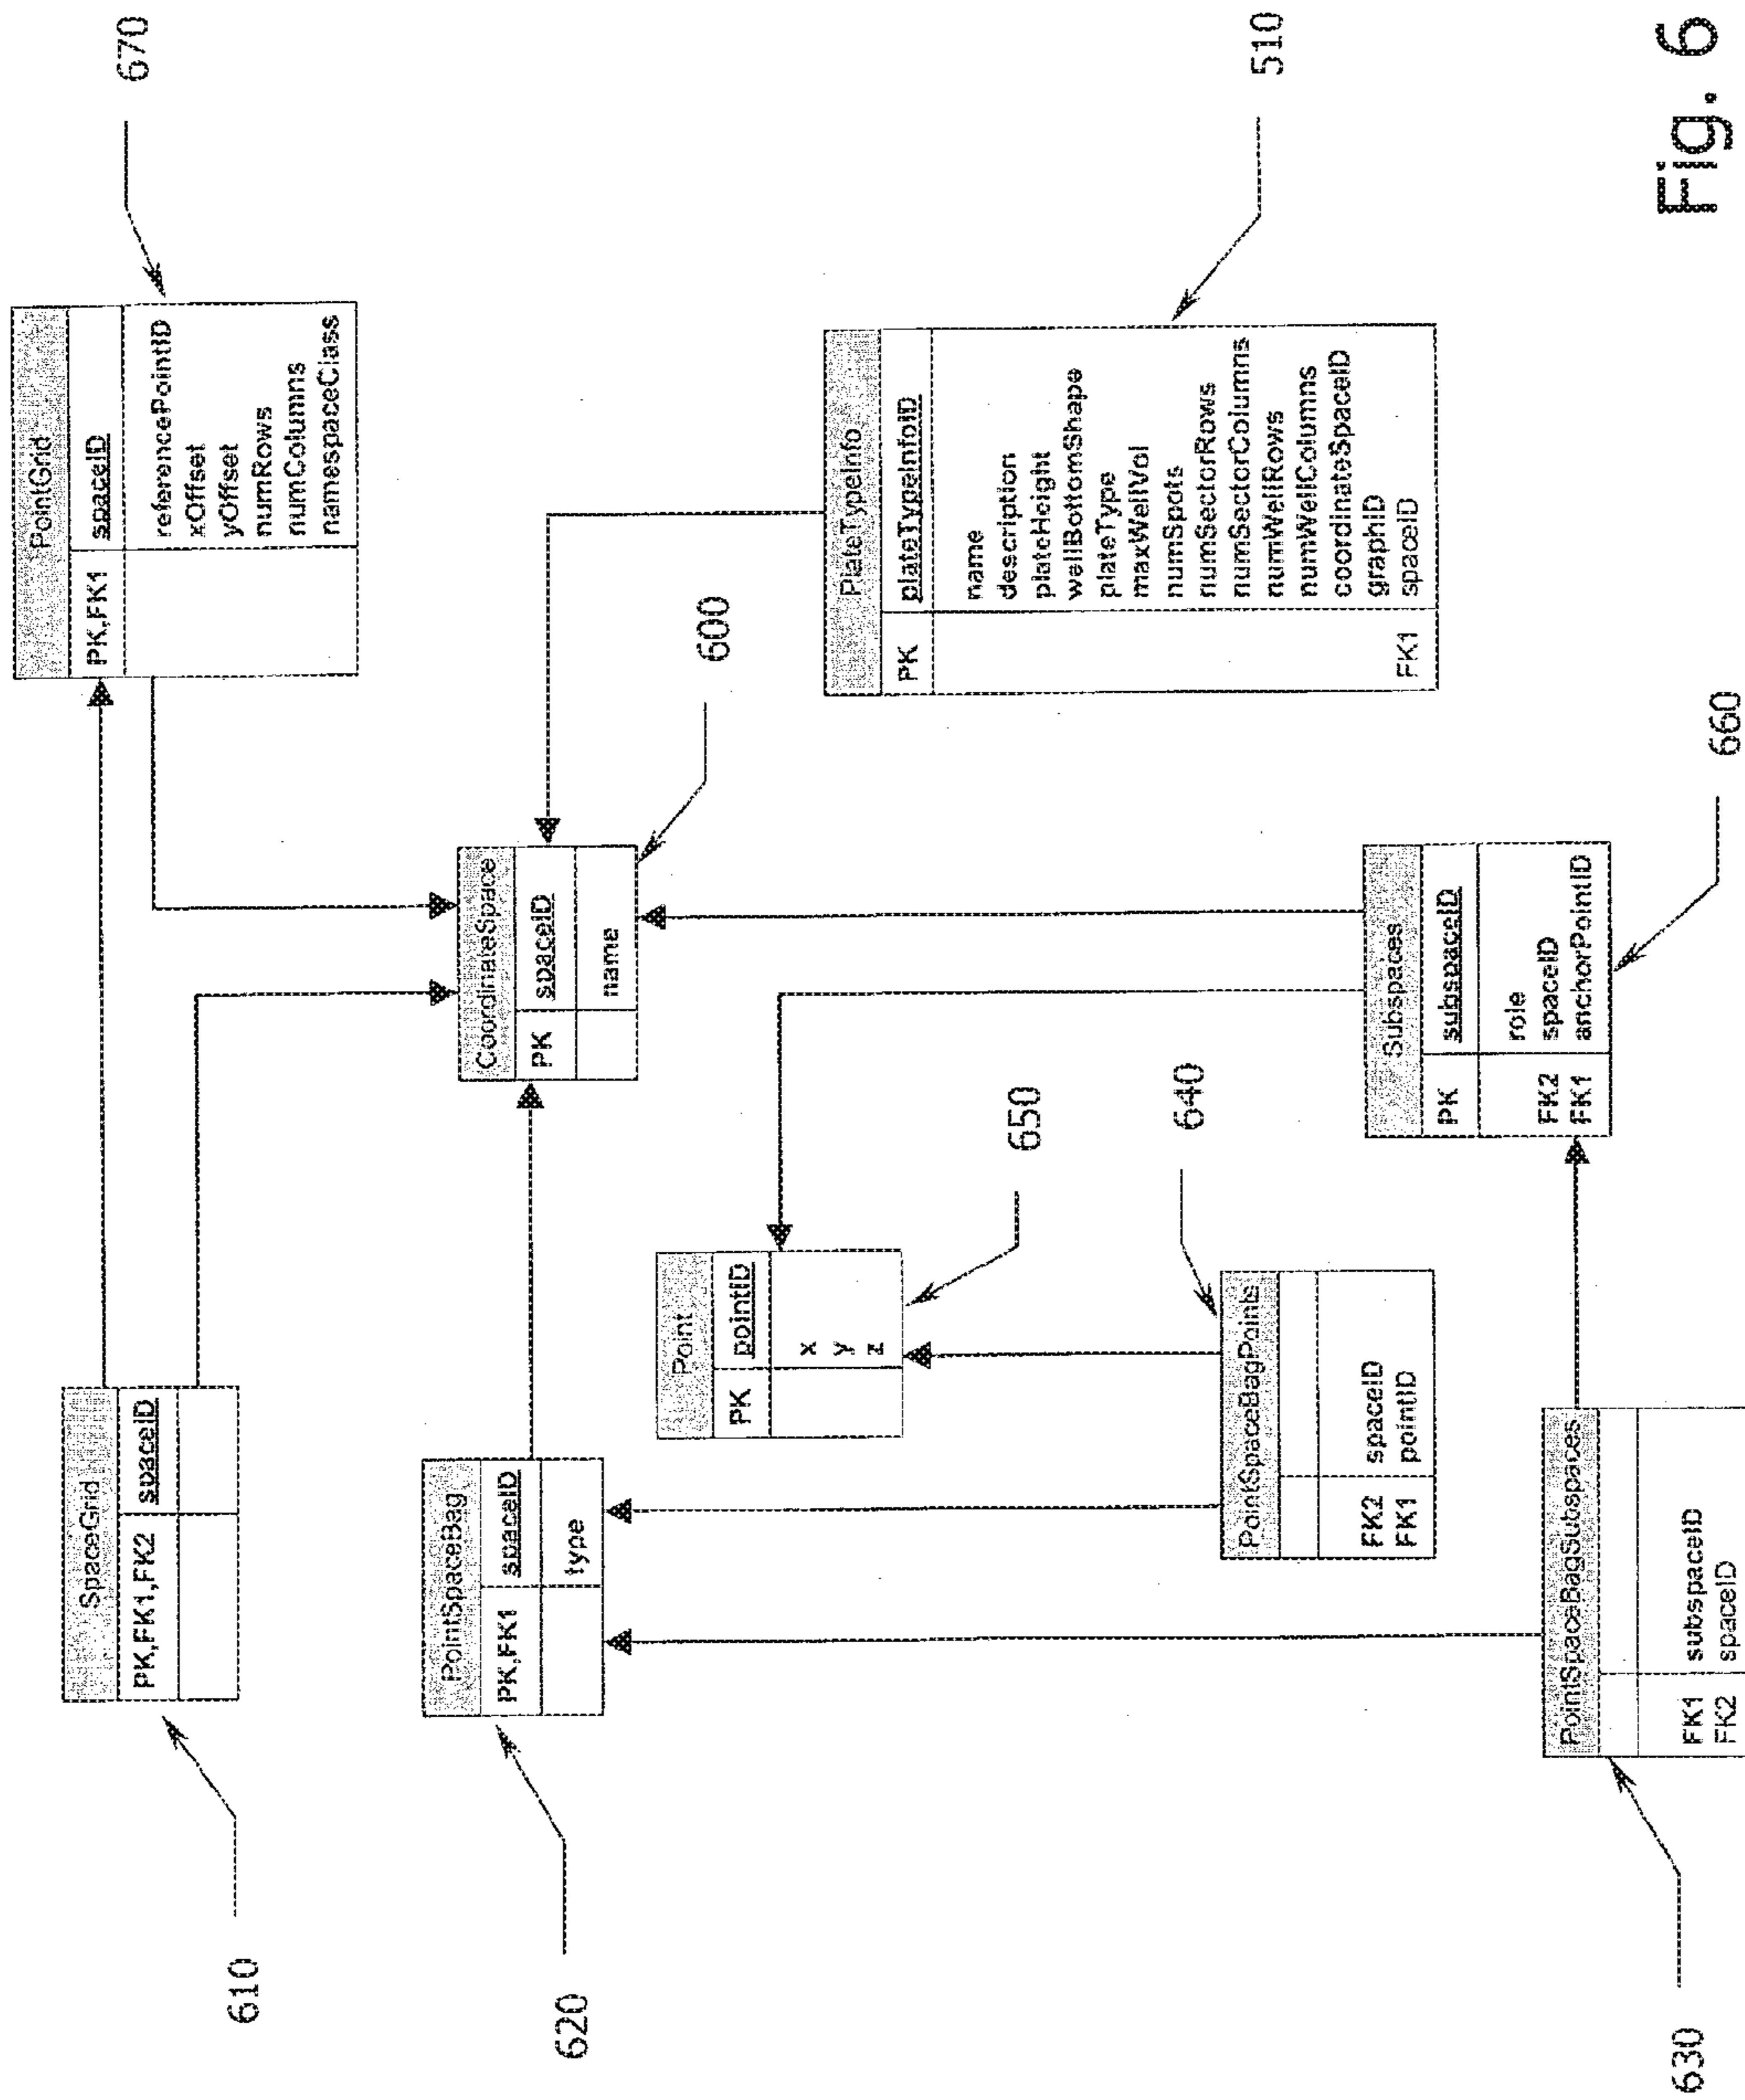 610
SpaceGrid
PK,FK1,FK2 spaceID
670
PointGrid
PK,FK1 spaceID
referencePointID
xOffset
yOffset
numRows
numColumns
namespaceClass
620
PointSpaceBag
PK,FK1 spaceID
type
CoordinateSpace
PK spaceID
name
600
Point
PK pointID
x
y
z
650
PlateTypeInfo
PK plateTypeInfoID
name
description
plateHeight
wellBottomShape
plateType
maxWellVol
numSpots
numSectorRows
numSectorColumns
numWellRows
numWellColumns
coordinateSpaceID
graphID
FK1 spaceID
510
640
PointSpaceBagPoints
FK2 spaceID
FK1 pointID
Subspaces
PK subspaceID
role
FK2 spaceID
FK1 anchorPointID
660
630
PointSpaceBagSubspaces
FK1 subspaceID
FK2 spaceID
Fig. 6